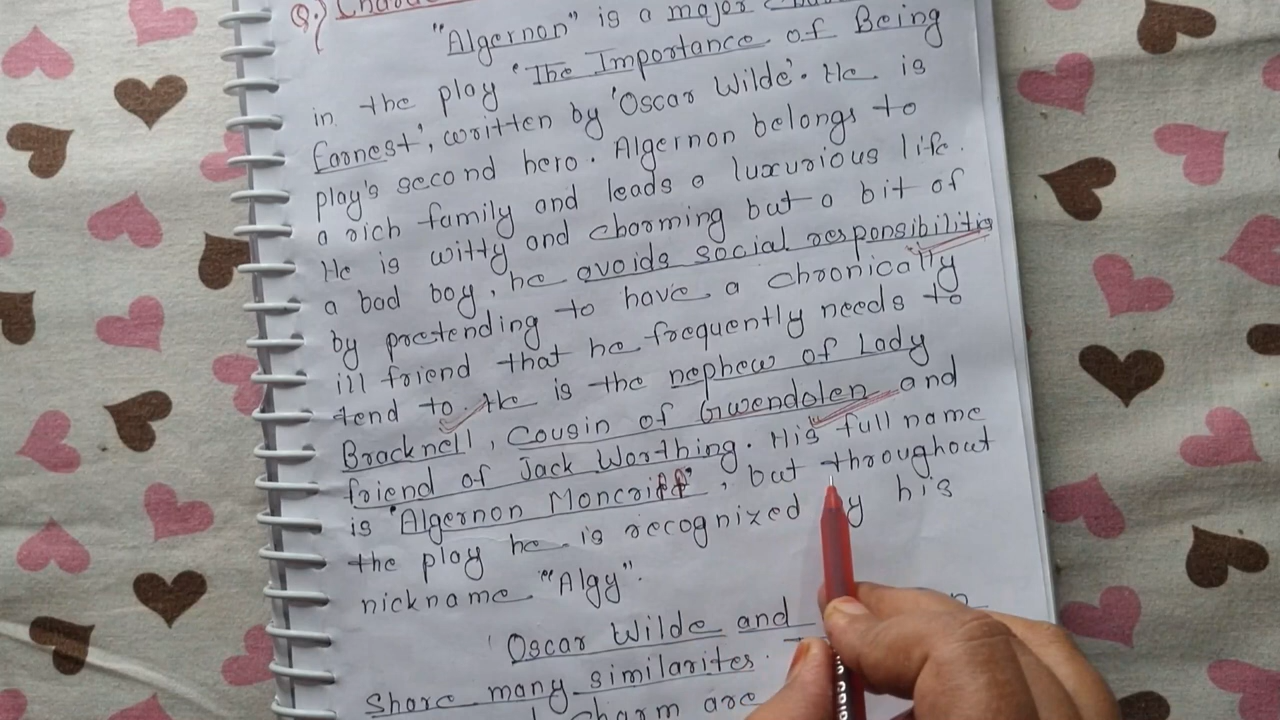 Q.)
"Algernon" is a major
in the play 'The Importance of Being
Earnest', written by 'Oscar Wilde'. He is
play's second hero. Algernon belongs to
a rich family and leads a luxurious life.
He is witty and charming but a bit of
a bad boy, he avoids social responsibilitis
by pretending to have a chronically
ill friend that he frequently needs to
tend to. He is the nephew of Lady
Bracknell, Cousin of Gwendolen and
friend of Jack Worthing. His full name
is "Algernon Moncriff", but throughout
the play he is recognized by his
nickname "Algy".
'Oscar Wilde and
Share many similarites.
charm are